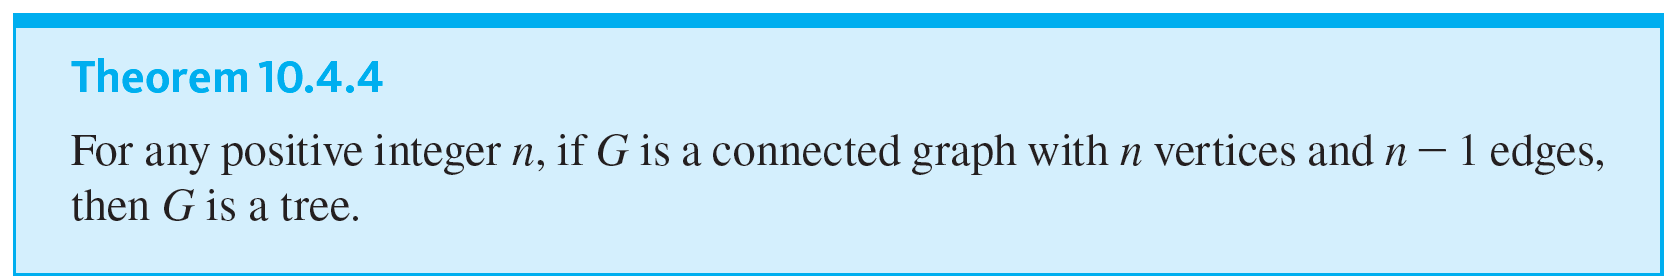 Theorem 10.4.4
For any positive integer n, if G is a connected graph with n vertices and n − 1 edges,
then G is a tree.